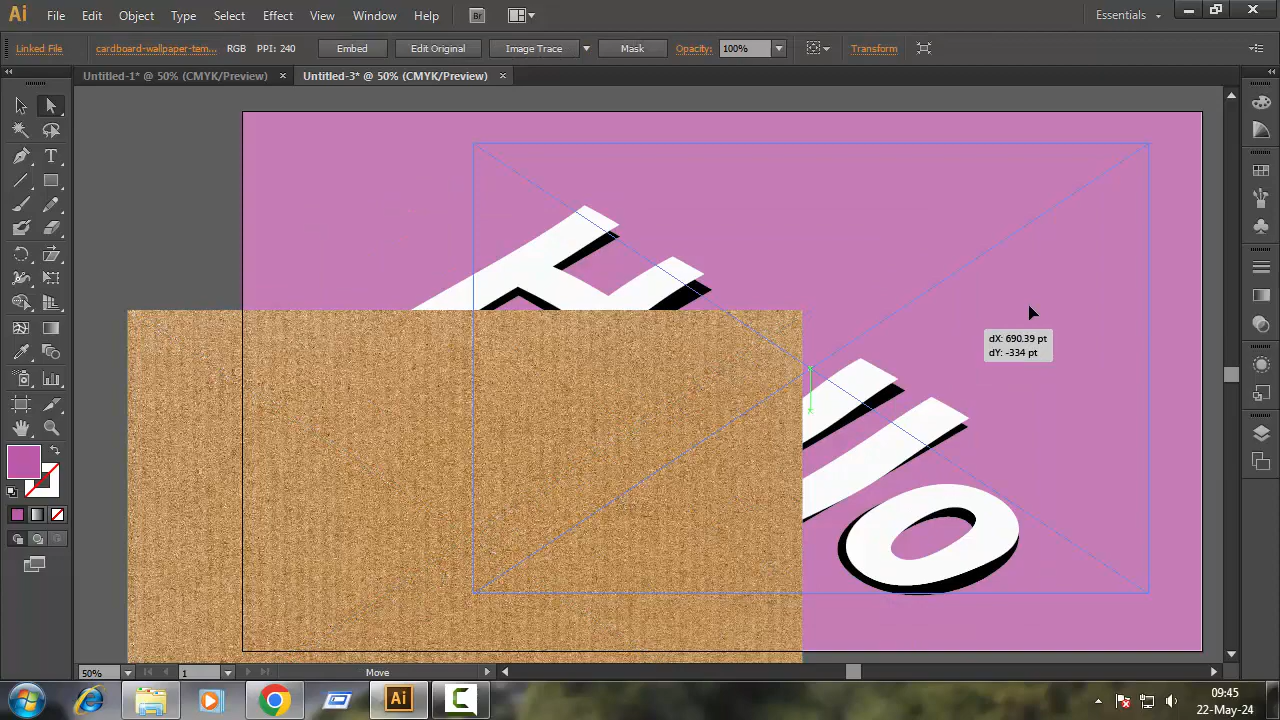 Ai File Edit Object Type Select Effect View Window Help Br Essentials
Linked File cardboard-wallpaper-tem... RGB PPI: 240 Embed Edit Original Image Trace Mask Opacity: 100% Transform
Untitled-1* @ 50% (CMYK/Preview) Untitled-3* @ 50% (CMYK/Preview)
dX: 690.39 pt
dY: -334 pt
50% 1 Move
Ai 09:45
22-May-24